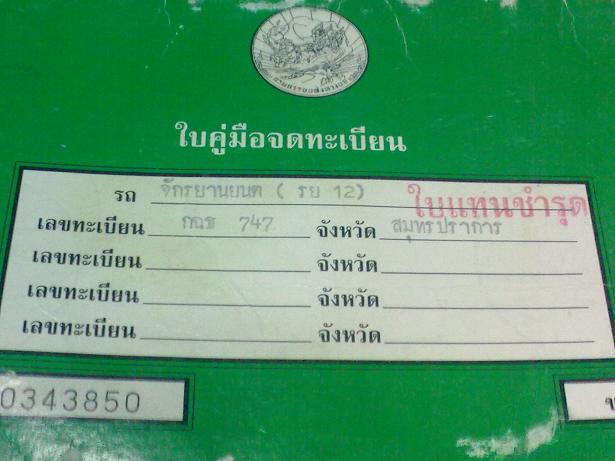 ใบคู่มือจดทะเบียน
รถ จักรยานยนต ( รย 12)
ใบแทนชำรุด
เลขทะเบียน กฉธ 747 จังหวัด สมุทรปราการ
เลขทะเบียน จังหวัด
เลขทะเบียน จังหวัด
เลขทะเบียน จังหวัด
0343850